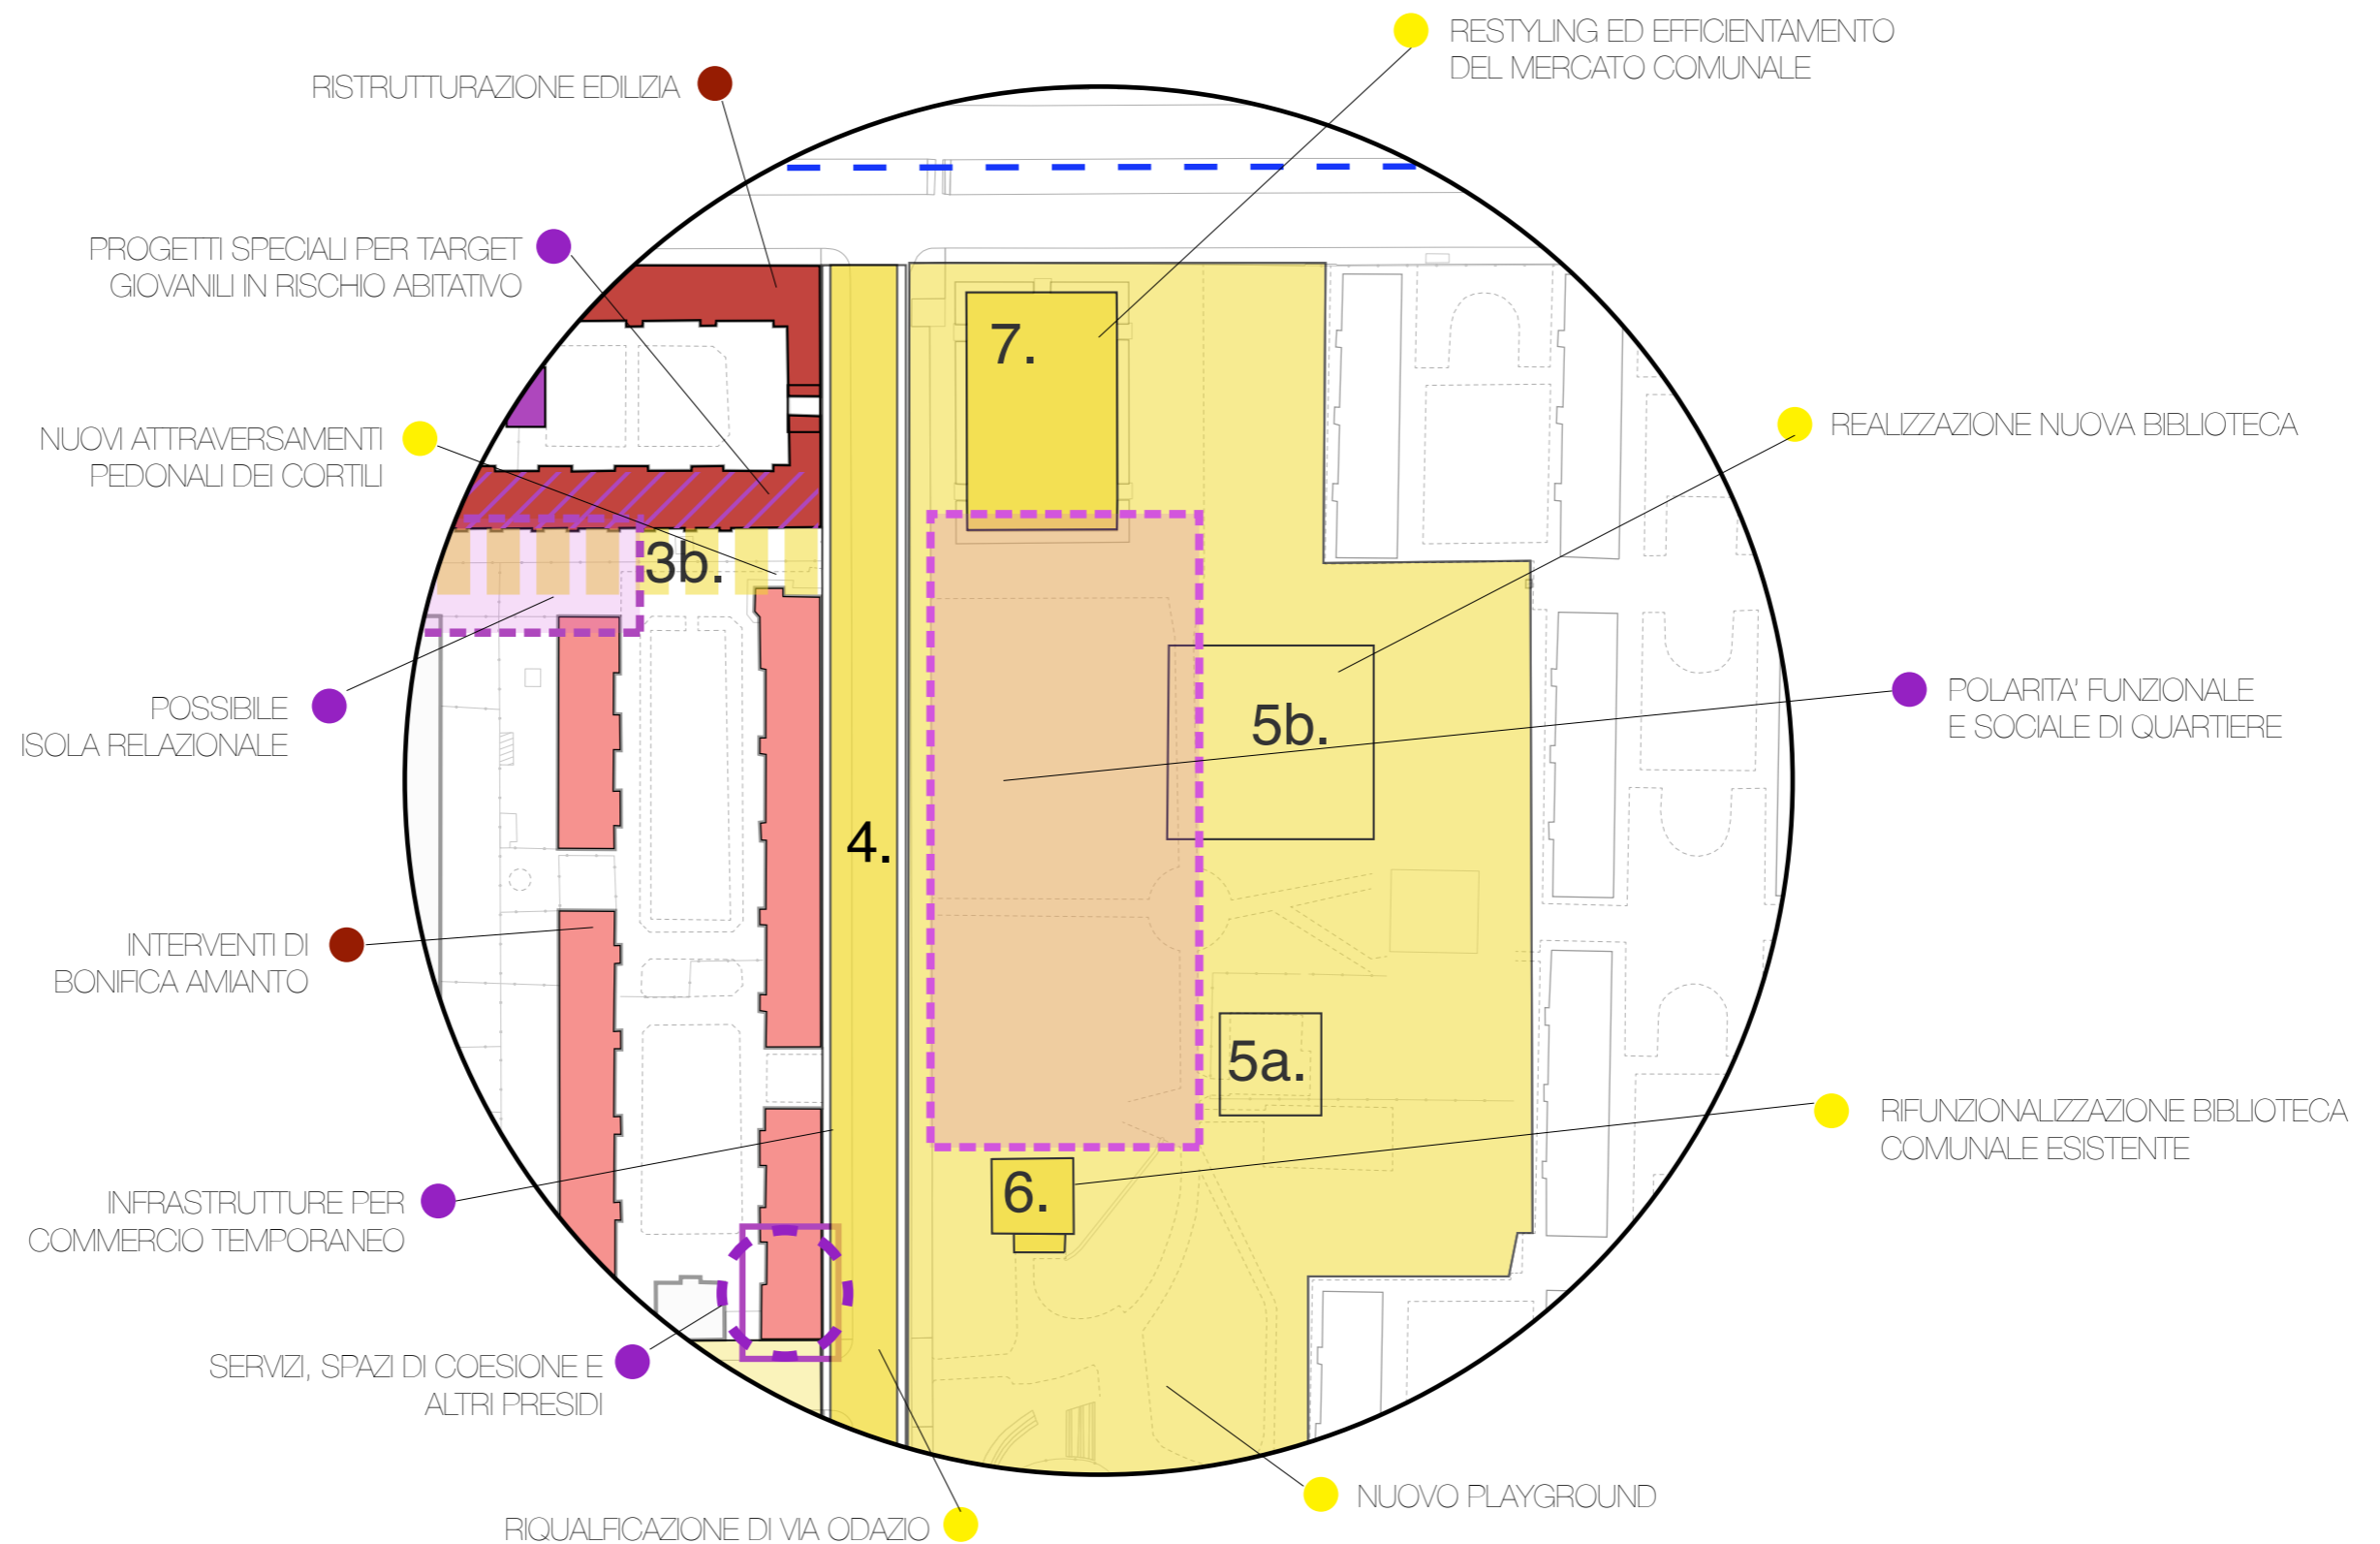 RESTYLING ED EFFICIENTAMENTO
DEL MERCATO COMUNALE
RISTRUTTURAZIONE EDILIZIA
PROGETTI SPECIALI PER TARGET
GIOVANILI IN RISCHIO ABITATIVO
7.
NUOVI ATTRAVERSAMENTI
PEDONALI DEI CORTILI
REALIZZAZIONE NUOVA BIBLIOTECA
3b.
POSSIBILE
ISOLA RELAZIONALE
5b.
POLARITA' FUNZIONALE
E SOCIALE DI QUARTIERE
4.
INTERVENTI DI
BONIFICA AMIANTO
5a.
RIFUNZIONALIZZAZIONE BIBLIOTECA
COMUNALE ESISTENTE
6.
INFRASTRUTTURE PER
COMMERCIO TEMPORANEO
SERVIZI, SPAZI DI COESIONE E
ALTRI PRESIDI
NUOVO PLAYGROUND
RIQUALFICAZIONE DI VIA ODAZIO